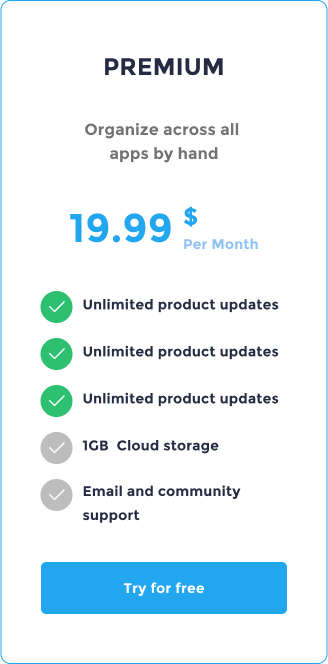 PREMIUM
Organize across all
apps by hand
19.99 $
Per Month
Unlimited product updates
Unlimited product updates
Unlimited product updates
1GB  Cloud storage
Email and community
support
Try for free